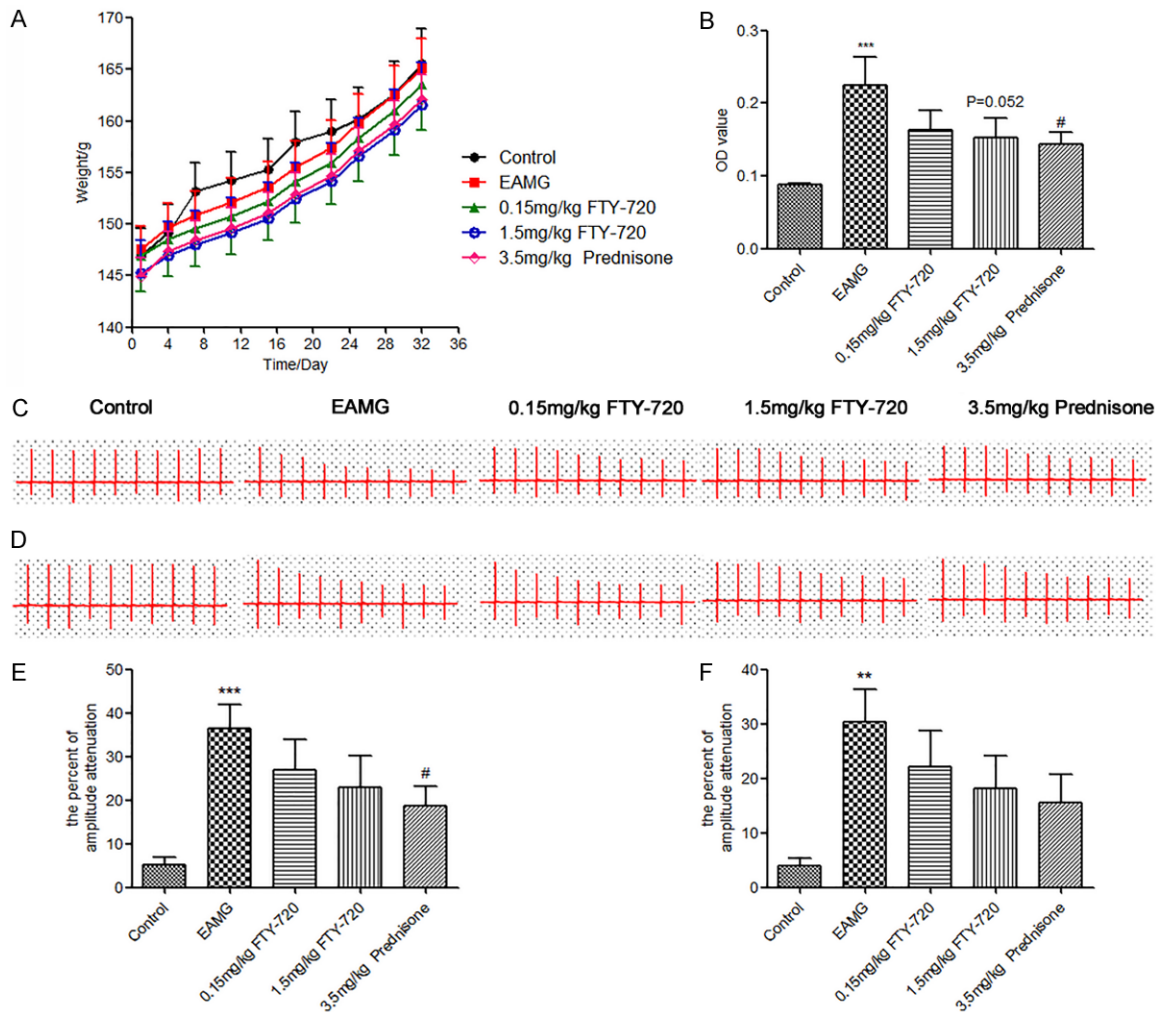 A
170
165
160
155
150
145
140
Weight/g
0 4 8 12 16 20 24 28 32 36
Time/Day
Control
EAMG
0.15mg/kg FTY-720
1.5mg/kg FTY-720
3.5mg/kg Prednisone
B
0.3
0.2
0.1
0.0
OD value
***
P=0.052
#
Control
EAMG
0.15mg/kg FTY-720
1.5mg/kg FTY-720
3.5mg/kg Prednisone
C
Control EAMG 0.15mg/kg FTY-720 1.5mg/kg FTY-720 3.5mg/kg Prednisone
D
E
50
40
30
20
10
0
the percent of
amplitude attenuation
***
#
Control
EAMG
0.15mg/kg FTY-720
1.5mg/kg FTY-720
3.5mg/kg Prednisone
F
40
30
20
10
0
the percent of
amplitude attenuation
**
Control
EAMG
0.15mg/kg FTY-720
1.5mg/kg FTY-720
3.5mg/kg Prednisone